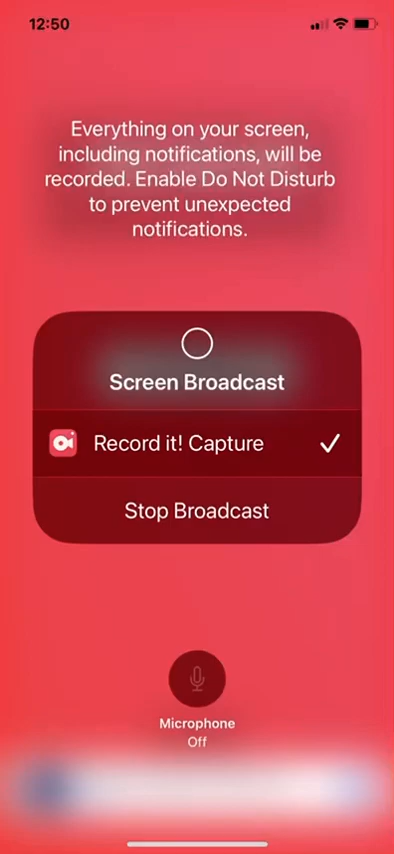 12:50
Everything on your screen,
including notifications, will be
recorded. Enable Do Not Disturb
to prevent unexpected
notifications.
Screen Broadcast
Record it! Capture
Stop Broadcast
Microphone
Off